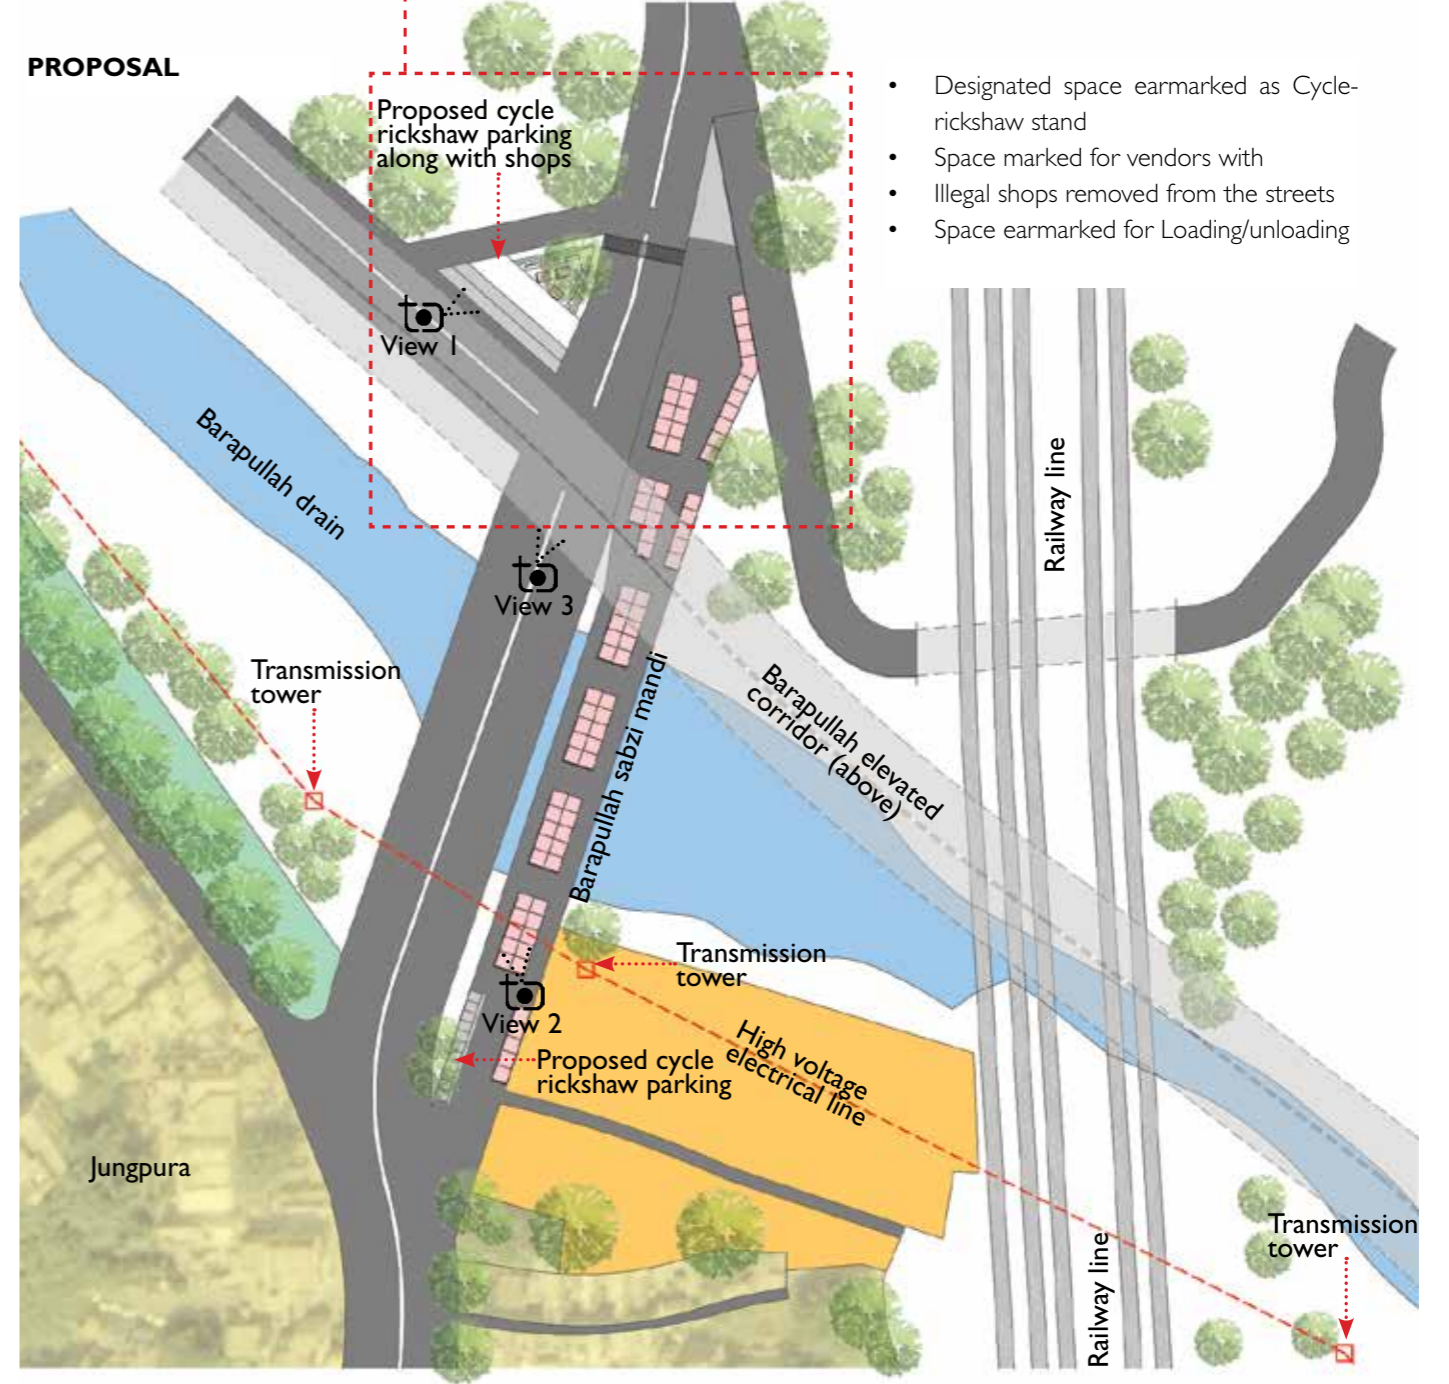 PROPOSAL
Proposed cycle
rickshaw parking
along with shops
• Designated space earmarked as Cycle-
rickshaw stand
• Space marked for vendors with
• Illegal shops removed from the streets
• Space earmarked for Loading/unloading
View 1
Barapullah drain
Railway line
View 3
Transmission
tower
Barapullah sabzi mandi
Barapullah elevated
corridor (above)
Transmission
tower
View 2
High voltage
electrical line
Proposed cycle
rickshaw parking
Jungpura
Transmission
tower
Railway line